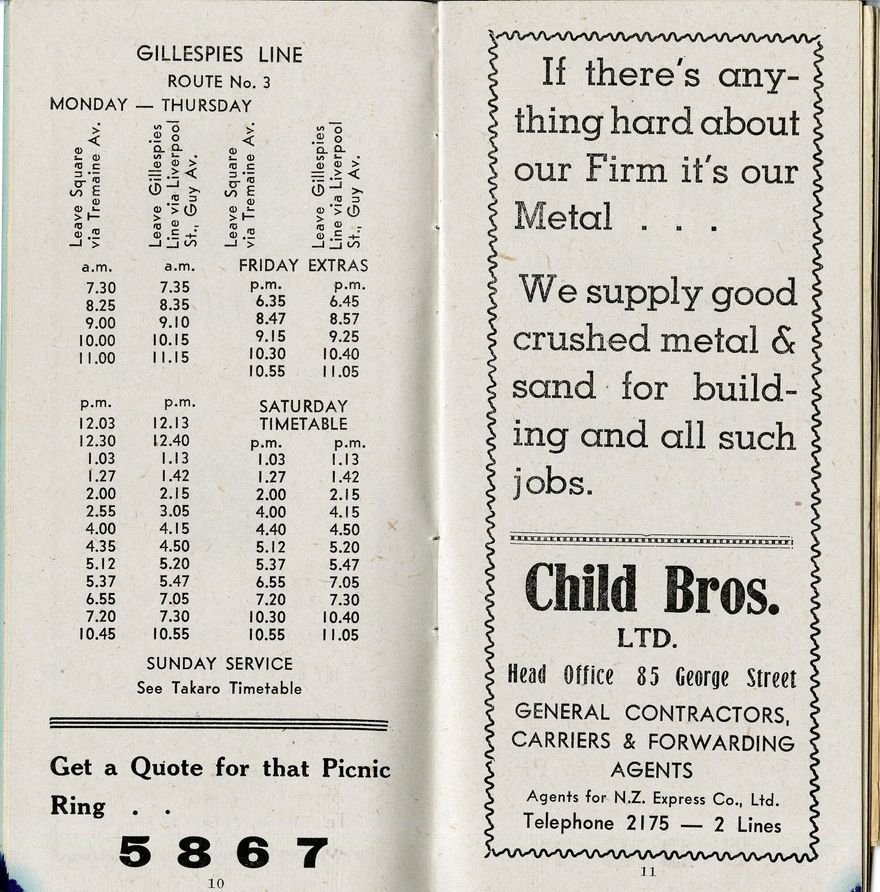 GILLESPIES LINE
ROUTE No. 3
MONDAY — THURSDAY
Leave Square via Tremaine Av.
Leave Gillespies Line via Liverpool St., Guy Av.
Leave Square via Tremaine Av.
Leave Gillespies Line via Liverpool St., Guy Av.
a.m. a.m. FRIDAY EXTRAS
7.30 7.35 p.m. p.m.
8.25 8.35 6.35 6.45
9.00 9.10 8.47 8.57
10.00 10.15 9.15 9.25
11.00 11.15 10.30 10.40
10.55 11.05
p.m. p.m. SATURDAY
12.03 12.13 TIMETABLE
12.30 12.40 p.m. p.m.
1.03 1.13 1.03 1.13
1.27 1.42 1.27 1.42
2.00 2.15 2.00 2.15
2.55 3.05 4.00 4.15
4.00 4.15 4.40 4.50
4.35 4.50 5.12 5.20
5.12 5.20 5.37 5.47
5.37 5.47 6.55 7.05
6.55 7.05 7.20 7.30
7.20 7.30 10.30 10.40
10.45 10.55 10.55 11.05
SUNDAY SERVICE
See Takaro Timetable
Get a Quote for that Picnic
Ring . .
5867
10
If there's any-
thing hard about
our Firm it's our
Metal . . .
We supply good
crushed metal &
sand for build-
ing and all such
jobs.
Child Bros.
LTD.
Head Office 85 George Street
GENERAL CONTRACTORS,
CARRIERS & FORWARDING
AGENTS
Agents for N.Z. Express Co., Ltd.
Telephone 2175 — 2 Lines
11